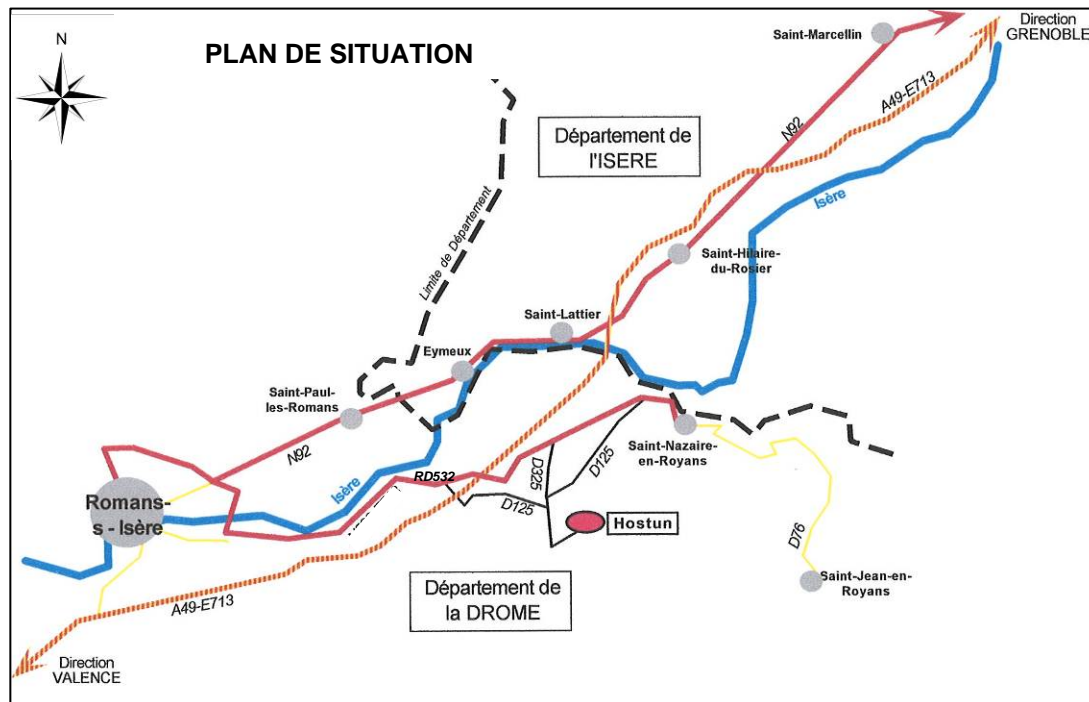 Saint-Marcellin
Direction
GRENOBLE
N
PLAN DE SITUATION
A49-E713
N92
Département de
l'ISERE
Isère
Limite de Département
Saint-Hilaire-
du-Rosier
Saint-Lattier
Eymeux
Saint-Paul-
les-Romans
N92
Saint-Nazaire-
en-Royans
D125
D325
RD532
Isère
Romans-
s - Isère
D125
Hostun
D76
Département de
la DROME
Saint-Jean-en-
Royans
A49-E713
Direction
VALENCE